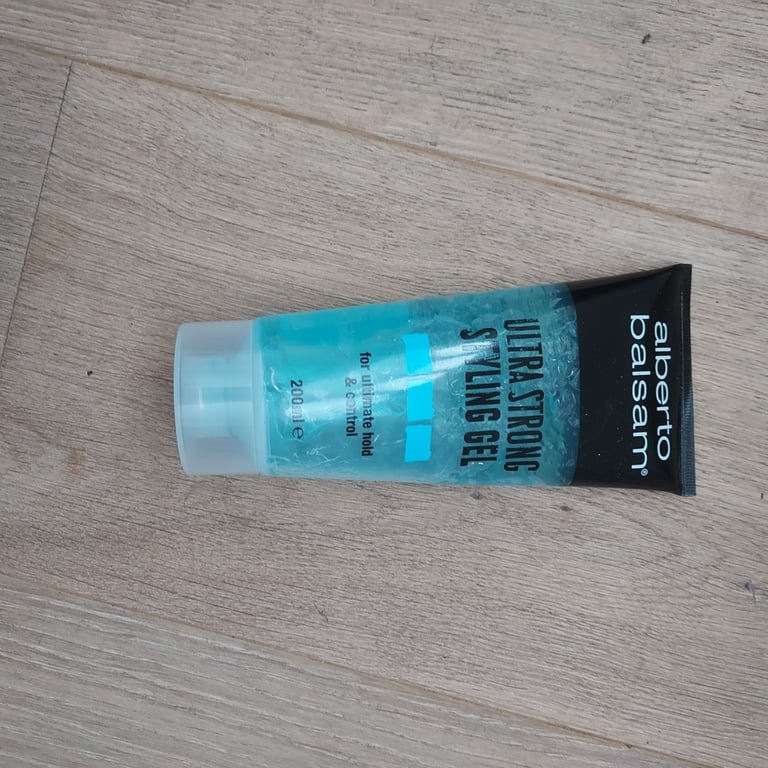 alberto
balsam®
ULTRA STRONG
STYLING GEL
for ultimate hold
& control
200ml e